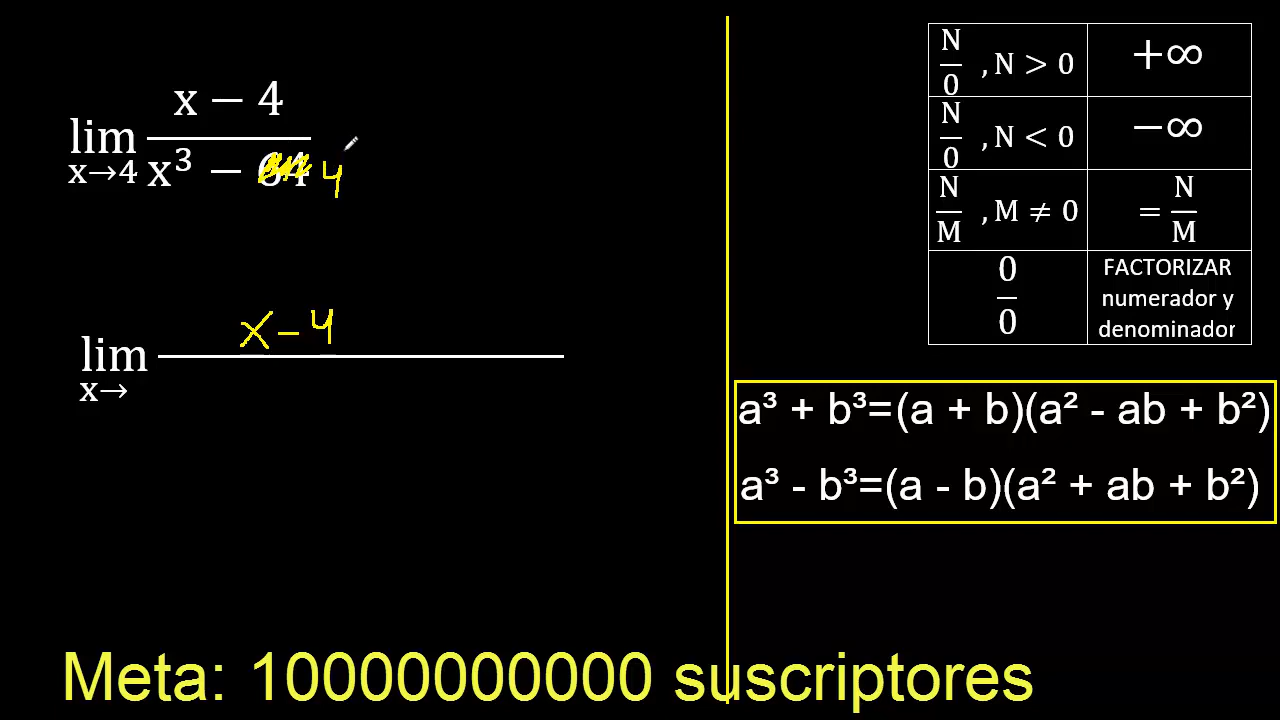 lim x→4 (x − 4)/(x³ − 64) 4
lim x→ x − 4
N/0 , N > 0 +∞
N/0 , N < 0 −∞
N/M , M ≠ 0 = N/M
0/0 FACTORIZAR
numerador y
denominador
a³ + b³=(a + b)(a² - ab + b²)
a³ - b³=(a - b)(a² + ab + b²)
Meta: 10000000000 suscriptores